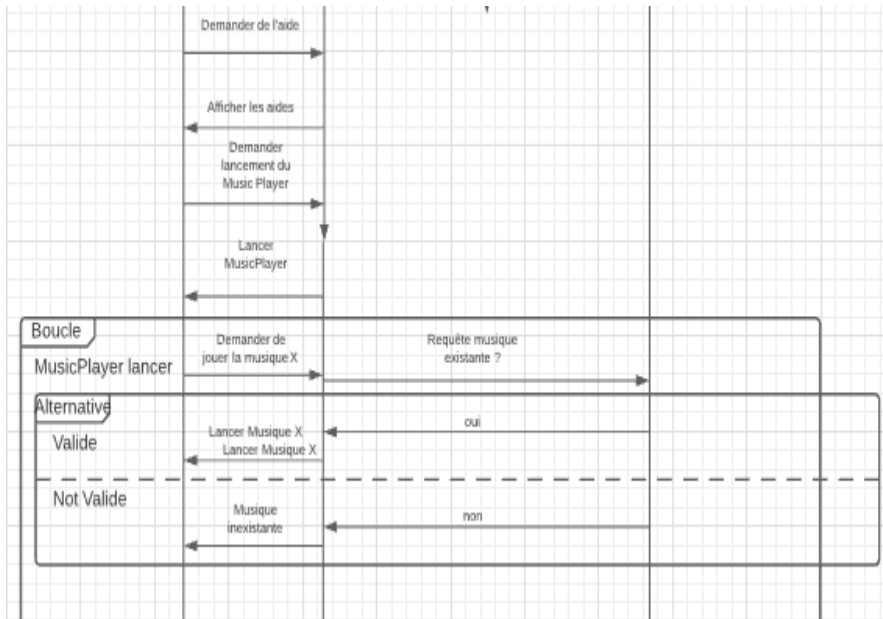 Demander de l'aide
Afficher les aides
Demander
lancement du
Music Player
Lancer
MusicPlayer
Boucle
MusicPlayer lancer
Demander de
jouer la musique X
Requête musique
existante ?
Alternative
Valide
oui
Lancer Musique X
Lancer Musique X
Not Valide
Musique
inexistante
non